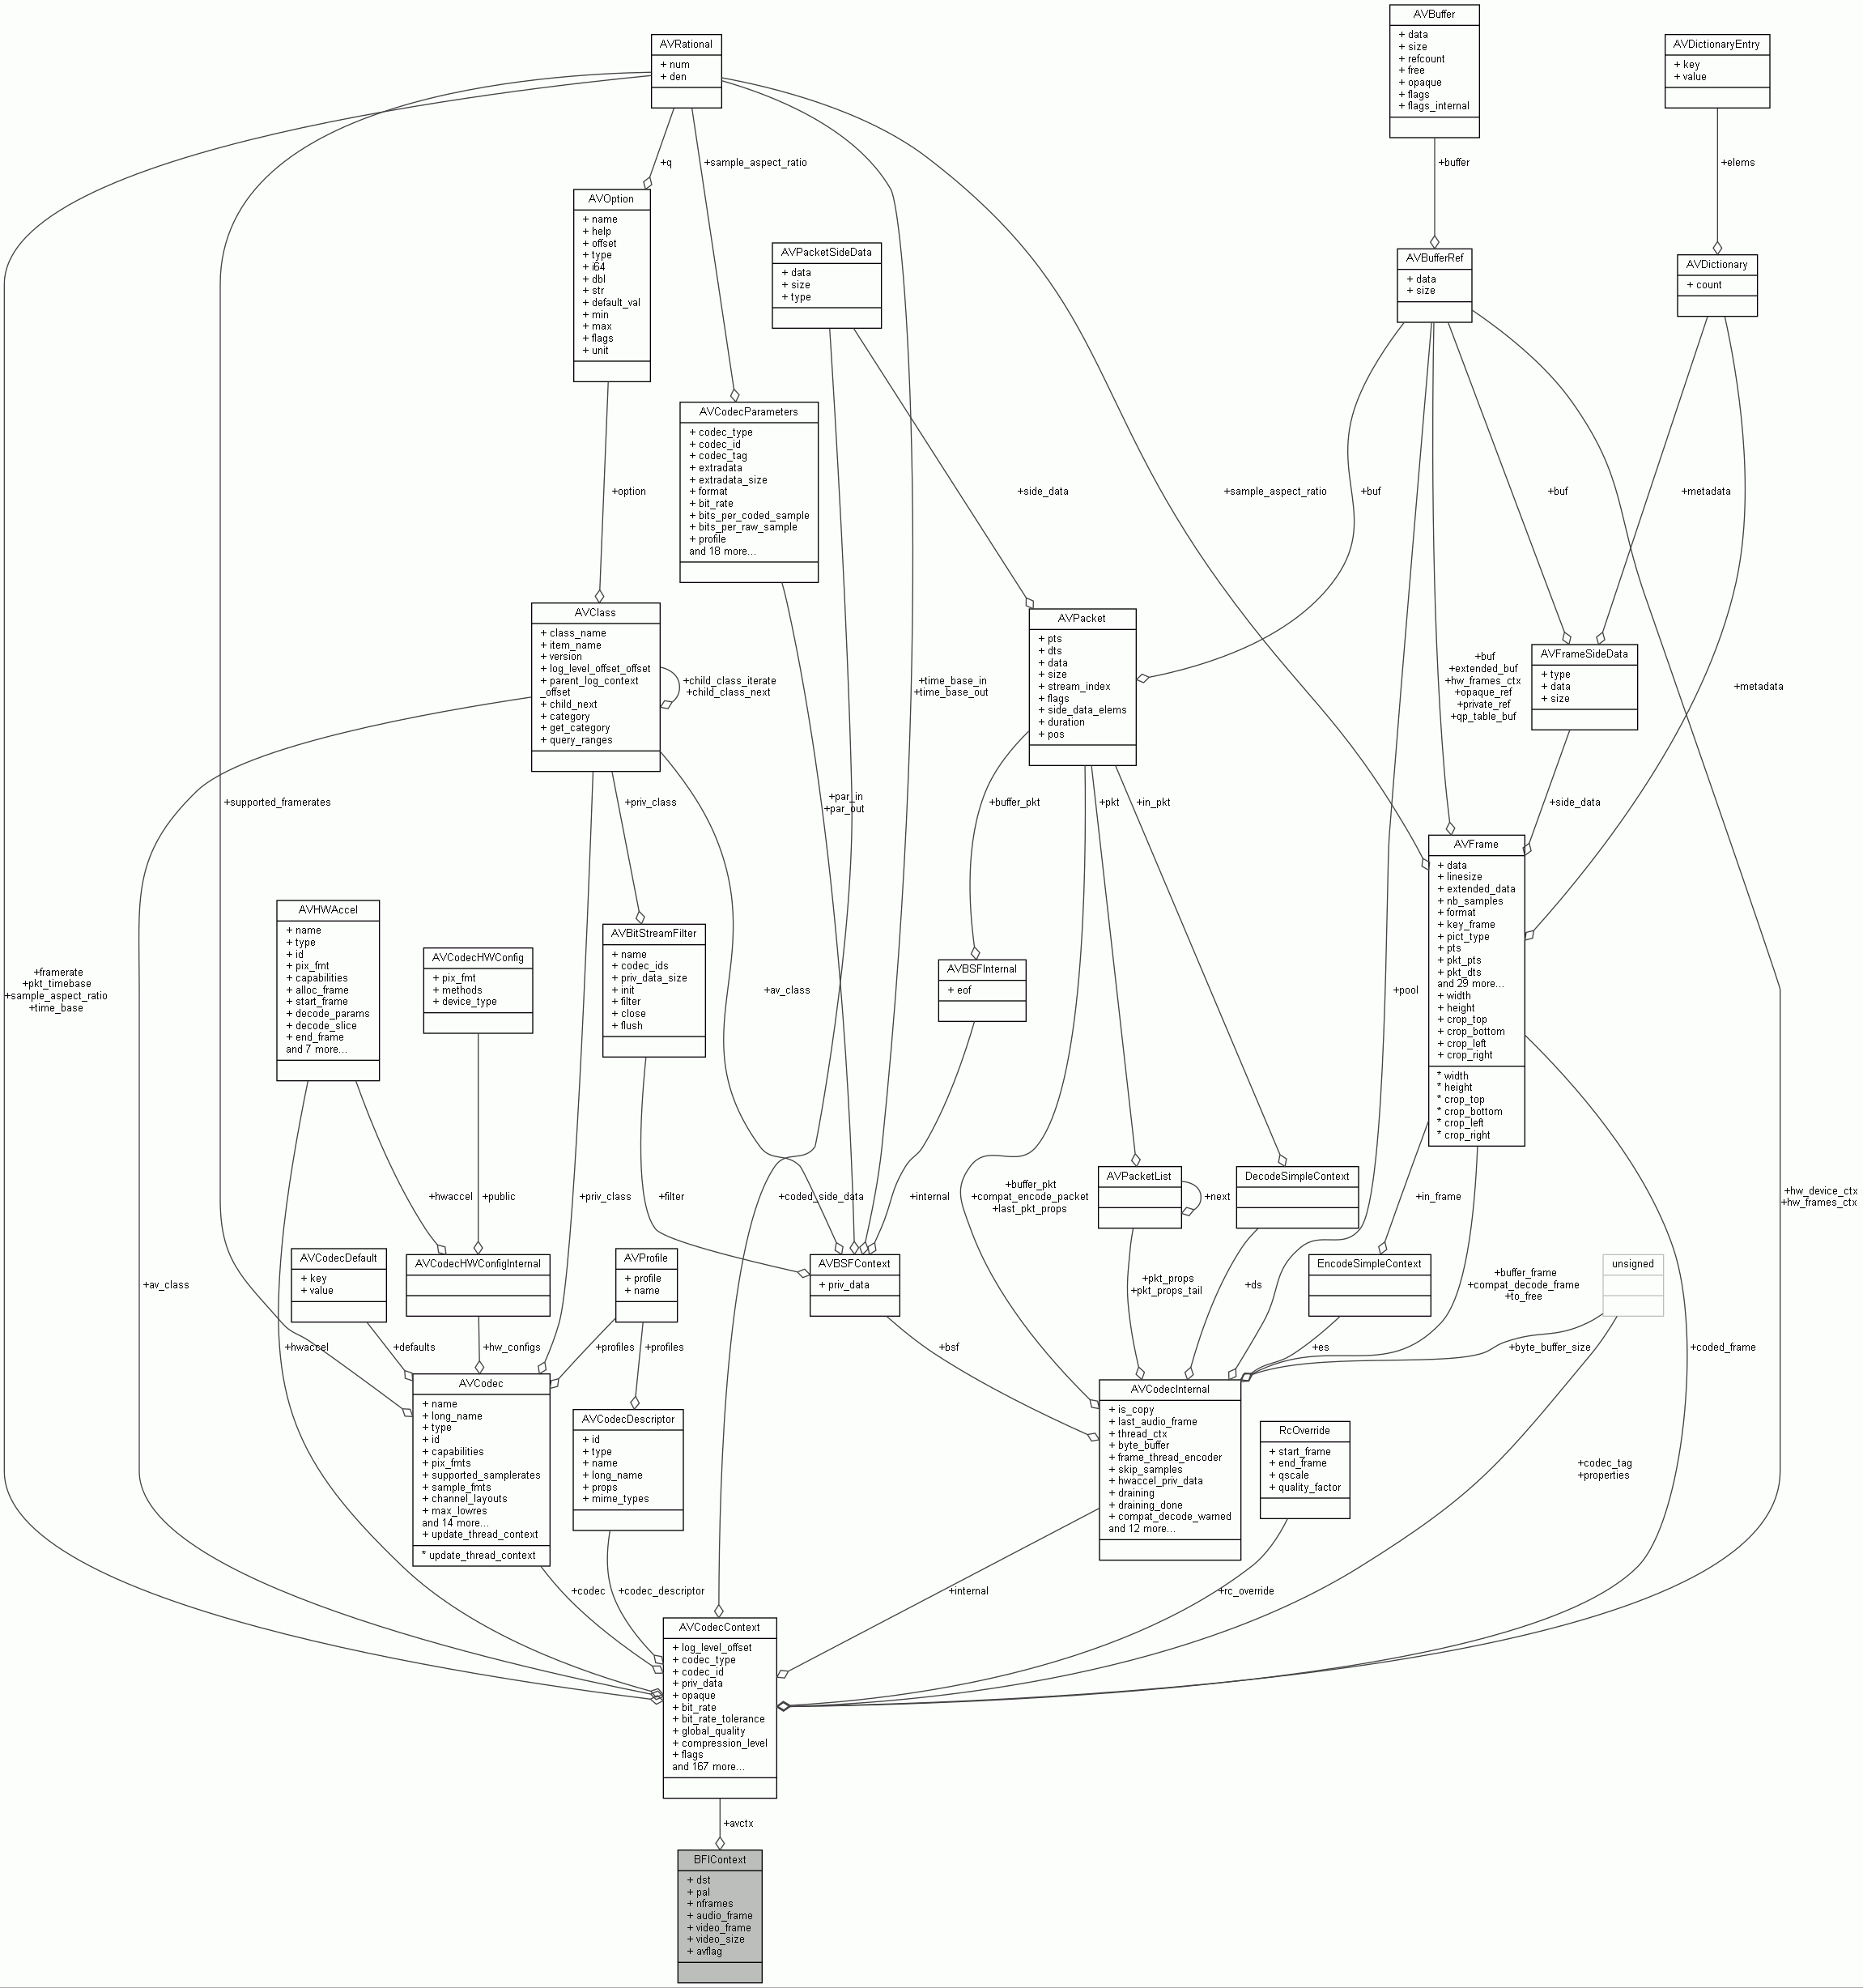 AVBuffer
+ data
+ size
+ refcount
+ free
+ opaque
+ flags
+ flags_internal
AVRational
+ num
+ den
AVDictionaryEntry
+ key
+ value
+q
+sample_aspect_ratio
+buffer
+elems
AVOption
+ name
+ help
+ offset
+ type
+ i64
+ dbl
+ str
+ default_val
+ min
+ max
+ flags
+ unit
AVPacketSideData
+ data
+ size
+ type
AVBufferRef
+ data
+ size
AVDictionary
+ count
AVCodecParameters
+ codec_type
+ codec_id
+ codec_tag
+ extradata
+ extradata_size
+ format
+ bit_rate
+ bits_per_coded_sample
+ bits_per_raw_sample
+ profile
and 18 more...
+option
+side_data
+sample_aspect_ratio
+buf
+buf
+metadata
AVClass
+ class_name
+ item_name
+ version
+ log_level_offset_offset
+ parent_log_context
_offset
+ child_next
+ category
+ get_category
+ query_ranges
+child_class_iterate
+child_class_next
+time_base_in
+time_base_out
AVPacket
+ pts
+ dts
+ data
+ size
+ stream_index
+ flags
+ side_data_elems
+ duration
+ pos
+buf
+extended_buf
+hw_frames_ctx
+opaque_ref
+private_ref
+qp_table_buf
AVFrameSideData
+ type
+ data
+ size
+metadata
+supported_framerates
+priv_class
+par_in
+par_out
+buffer_pkt
+pkt
+in_pkt
+side_data
AVFrame
+ data
+ linesize
+ extended_data
+ nb_samples
+ format
+ key_frame
+ pict_type
+ pts
+ pkt_pts
+ pkt_dts
and 29 more...
+ width
+ height
+ crop_top
+ crop_bottom
+ crop_left
+ crop_right
* width
* height
* crop_top
* crop_bottom
* crop_left
* crop_right
AVHWAccel
+ name
+ type
+ id
+ pix_fmt
+ capabilities
+ alloc_frame
+ start_frame
+ decode_params
+ decode_slice
+ end_frame
and 7 more...
AVCodecHWConfig
+ pix_fmt
+ methods
+ device_type
AVBitStreamFilter
+ name
+ codec_ids
+ priv_data_size
+ init
+ filter
+ close
+ flush
AVBSFInternal
+ eof
+framerate
+pkt_timebase
+sample_aspect_ratio
+time_base
+av_class
+pool
+hwaccel
+public
+priv_class
+filter
+coded_side_data
+internal
+buffer_pkt
+compat_encode_packet
+last_pkt_props
AVPacketList
+next
DecodeSimpleContext
+in_frame
+hw_device_ctx
+hw_frames_ctx
AVCodecDefault
+ key
+ value
AVCodecHWConfigInternal
AVProfile
+ profile
+ name
AVBSFContext
+ priv_data
+pkt_props
+pkt_props_tail
+ds
EncodeSimpleContext
+buffer_frame
+compat_decode_frame
+to_free
unsigned
+av_class
+hwaccel
+defaults
+hw_configs
+profiles
+profiles
+bsf
+es
+byte_buffer_size
+coded_frame
AVCodec
+ name
+ long_name
+ type
+ id
+ capabilities
+ pix_fmts
+ supported_samplerates
+ sample_fmts
+ channel_layouts
+ max_lowres
and 14 more...
+ update_thread_context
* update_thread_context
AVCodecDescriptor
+ id
+ type
+ name
+ long_name
+ props
+ mime_types
AVCodecInternal
+ is_copy
+ last_audio_frame
+ thread_ctx
+ byte_buffer
+ frame_thread_encoder
+ skip_samples
+ hwaccel_priv_data
+ draining
+ draining_done
+ compat_decode_warned
and 12 more...
RcOverride
+ start_frame
+ end_frame
+ qscale
+ quality_factor
+codec_tag
+properties
+codec
+codec_descriptor
+internal
+rc_override
AVCodecContext
+ log_level_offset
+ codec_type
+ codec_id
+ priv_data
+ opaque
+ bit_rate
+ bit_rate_tolerance
+ global_quality
+ compression_level
+ flags
and 167 more...
+avctx
BFIContext
+ dst
+ pal
+ nframes
+ audio_frame
+ video_frame
+ video_size
+ avflag